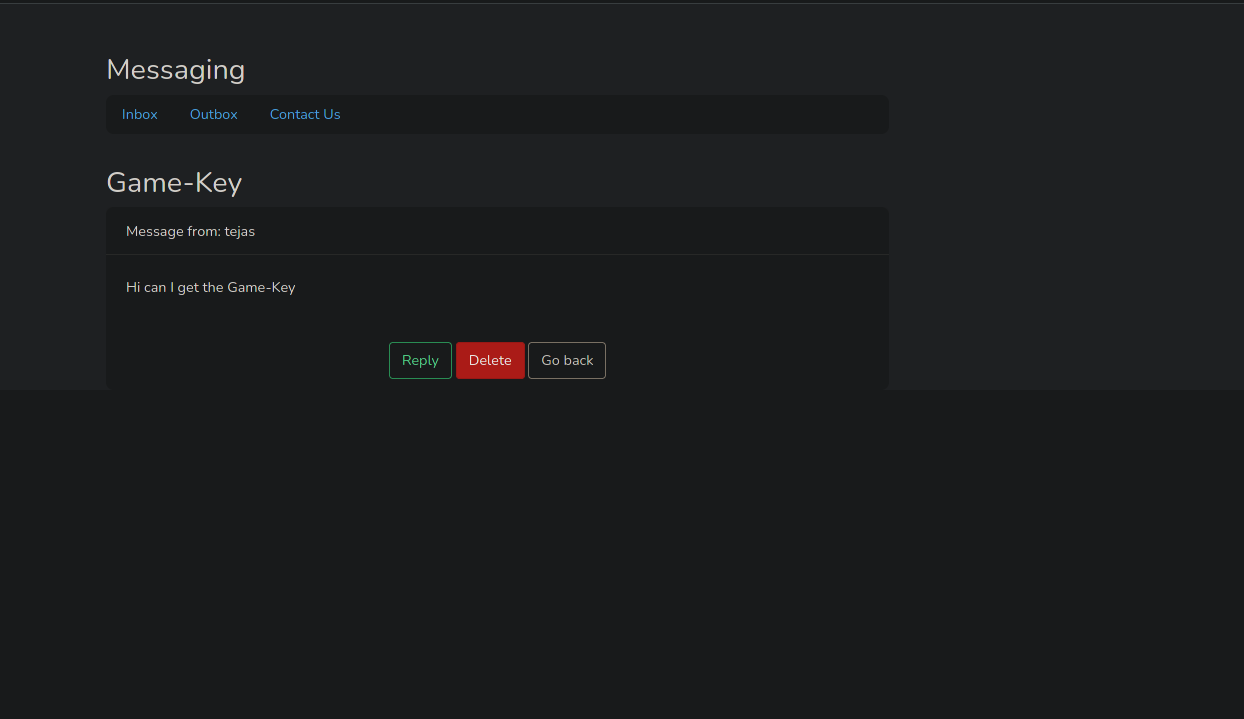 Messaging
Inbox Outbox Contact Us
Game-Key
Message from: tejas
Hi can I get the Game-Key
Reply Delete Go back